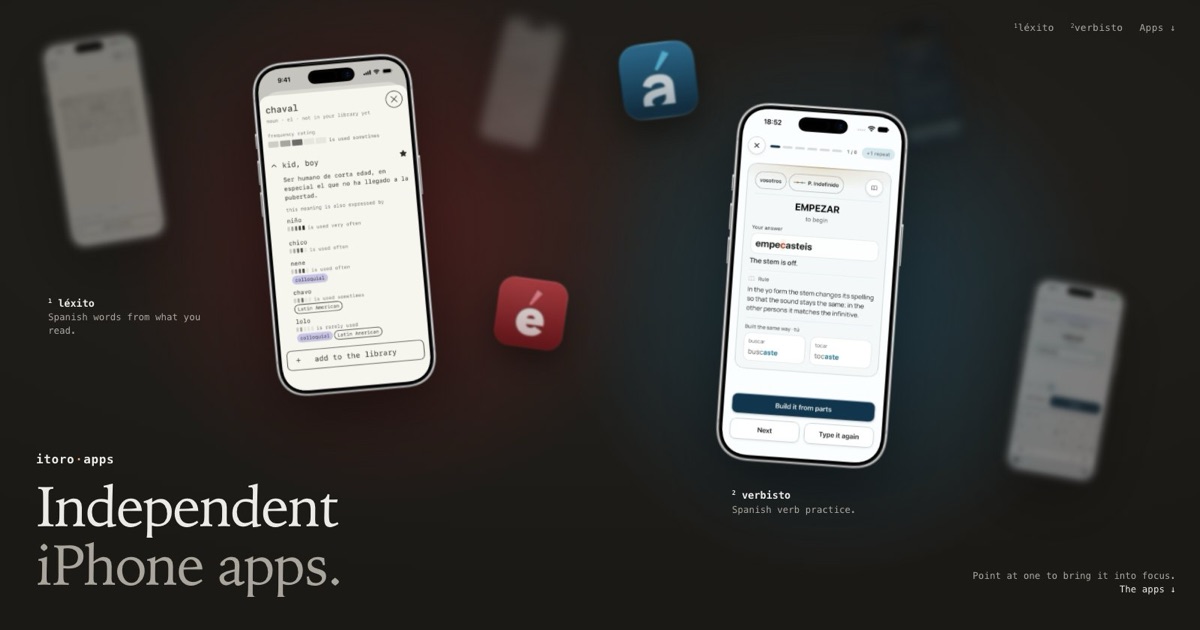 ¹léxito ²verbisto Apps ↓
9:41
chaval
noun · el · not in your library yet
frequency rating
is used sometimes
kid, boy
Ser humano de corta edad, en
especial el que no ha llegado a la
pubertad.
this meaning is also expressed by
niño
is used very often
chico
is used often
nene
is used often
colloquial
chavo
is used sometimes
Latin American
lelo
is rarely used
colloquial Latin American
+ add to the library
á
é
18:52
1/6 +1 repeat
vosotros P. Indefinido
EMPEZAR
to begin
Your answer
empecasteis
The stem is off.
Rule
In the yo form the stem changes its spelling
so that the sound stays the same; in the
other persons it matches the infinitive.
Built the same way · tú
buscar tocar
buscaste tocaste
Build it from parts
Next Type it again
¹ léxito
Spanish words from what you
read.
² verbisto
Spanish verb practice.
itoro·apps
Independent
iPhone apps.
Point at one to bring it into focus.
The apps ↓